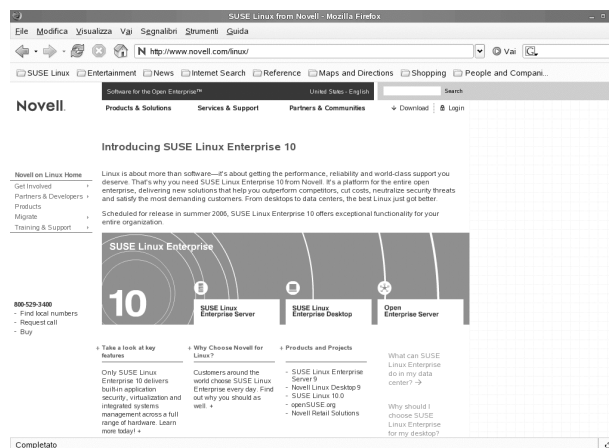 SUSE Linux from Novell - Mozilla Firefox
File Modifica Visualizza Vai Segnalibri Strumenti Guida
N http://www.novell.com/linux/ Vai G
SUSE Linux Entertainment News Internet Search Reference Maps and Directions Shopping People and Compani...
Novell.
Software for the Open Enterprise™ United States - English Search
Products & Solutions Services & Support Partners & Communities Download Login
Introducing SUSE Linux Enterprise 10
Novell on Linux Home
Get Involved
Partners & Developers
Products
Migrate
Training & Support
Linux is about more than software—it's about getting the performance, reliability and world-class support you
deserve. That's why you need SUSE Linux Enterprise 10 from Novell. It's a platform for the entire open
enterprise, delivering new solutions that help you outperform competitors, cut costs, neutralize security threats
and satisfy the most demanding customers. From desktops to data centers, the best Linux just got better.
Scheduled for release in summer 2006, SUSE Linux Enterprise 10 offers exceptional functionality for your
entire organization.
SUSE Linux Enterprise
10
SUSE Linux
Enterprise Server
SUSE Linux
Enterprise Desktop
Open
Enterprise Server
800-529-3400
- Find local numbers
- Request call
- Buy
+ Take a look at key
features
Only SUSE Linux
Enterprise 10 delivers
built-in application
security, virtualization and
integrated systems
management across a full
range of hardware. Learn
more today! +
+ Why Choose Novell for
Linux?
Customers around the
world choose SUSE Linux
Enterprise every day. Find
out why you should as
well. +
+ Products and Projects
- SUSE Linux Enterprise
Server 9
- Novell Linux Desktop 9
- SUSE Linux 10.0
- openSUSE.org
- Novell Retail Solutions
What can SUSE
Linux Enterprise
do in my data
center? →
Why should I
choose SUSE
Linux Enterprise
for my desktop?
Completato